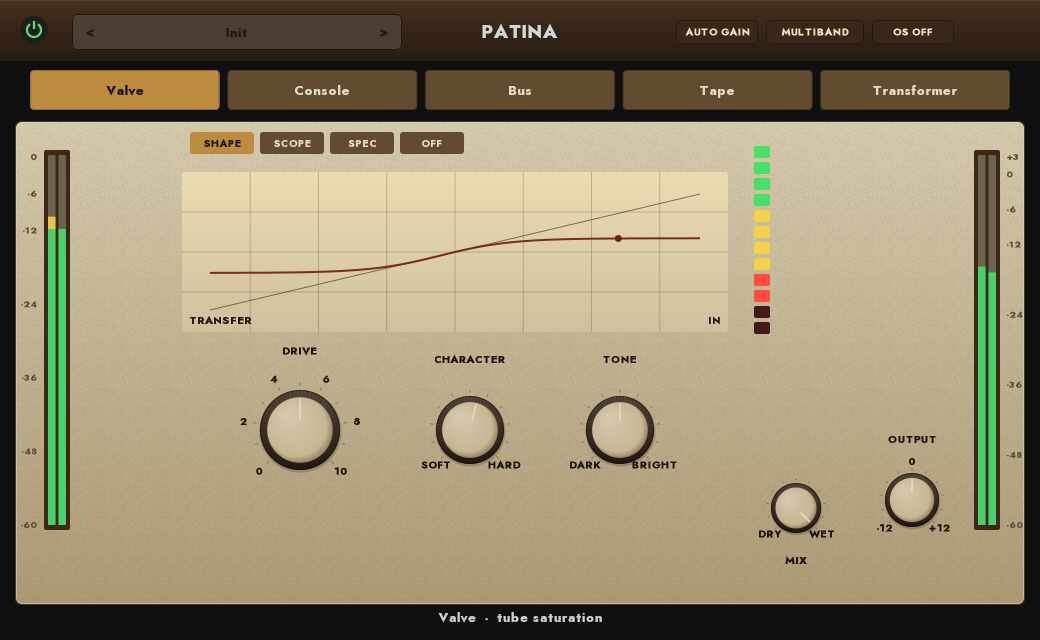 < Init >
PATINA
AUTO GAIN MULTIBAND OS OFF
Valve Console Bus Tape Transformer
SHAPE SCOPE SPEC OFF
0
-6
-12
-24
-36
-48
-60
TRANSFER IN
+3
0
-6
-12
-24
-36
-48
-60
DRIVE
0 2 4 6 8 10
CHARACTER
SOFT HARD
TONE
DARK BRIGHT
DRY WET
MIX
OUTPUT
0
-12 +12
Valve - tube saturation